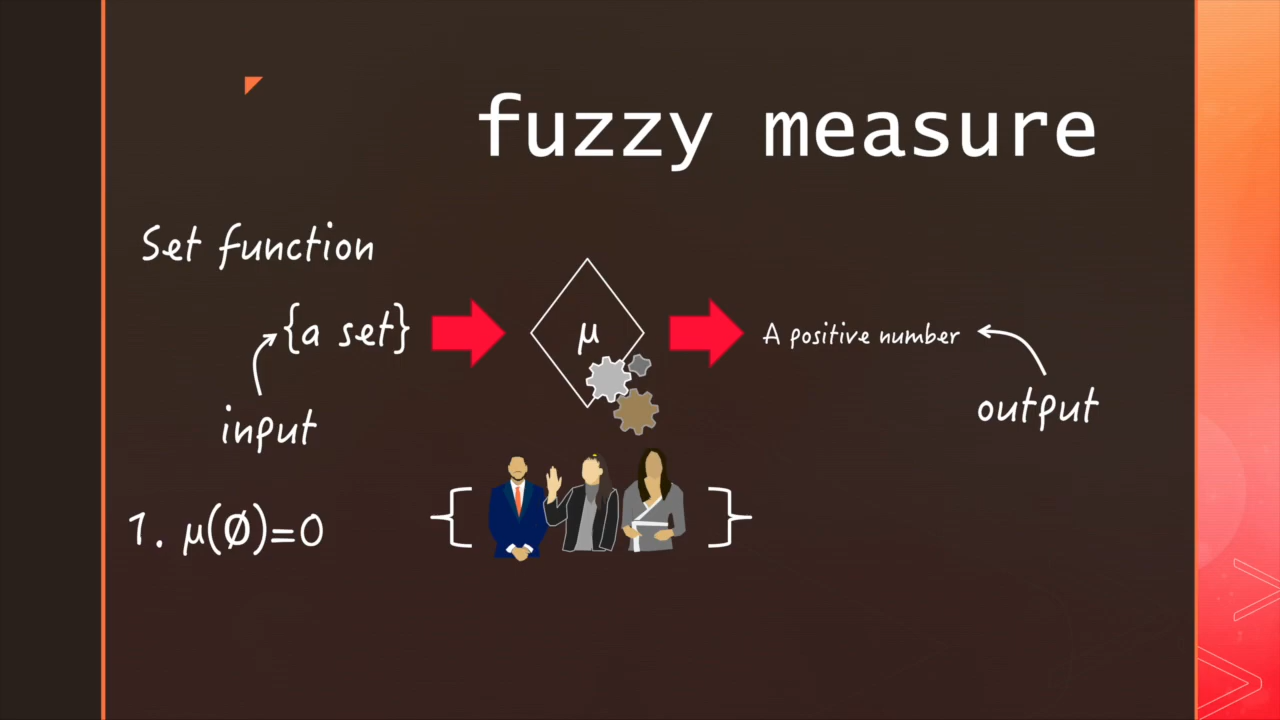 fuzzy measure
Set function
{a set}
μ
A positive number
input
output
1. μ(Ø)=0
{ }